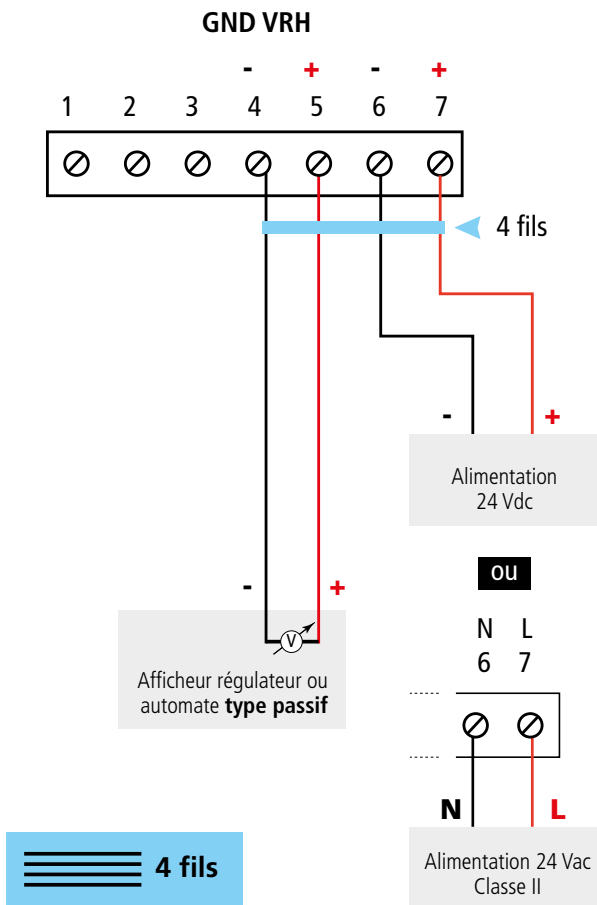 GND VRH
- + - +
1 2 3 4 5 6 7
4 fils
- +
Alimentation
24 Vdc
ou
- +
V
Afficheur régulateur ou
automate type passif
N L
6 7
N L
Alimentation 24 Vac
Classe II
4 fils